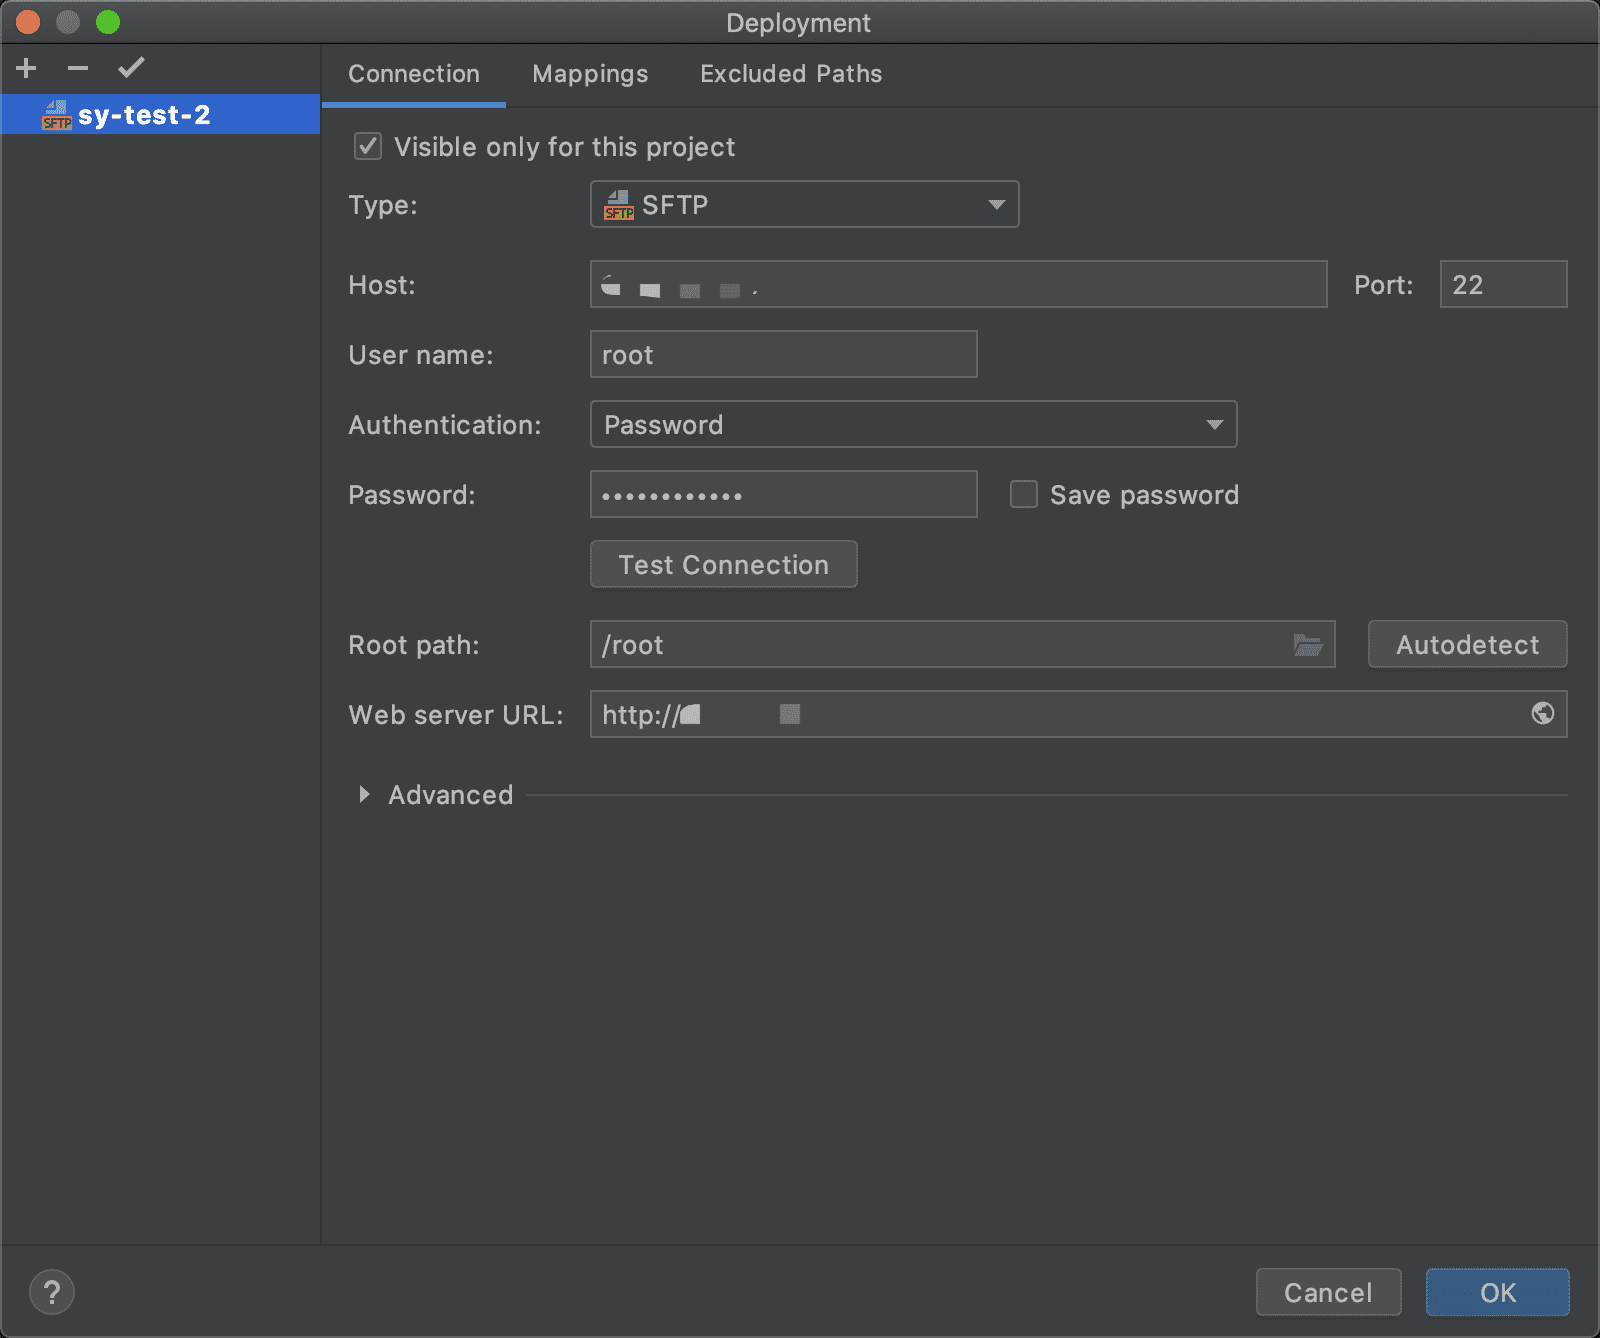 Deployment
SFTP sy-test-2
Connection Mappings Excluded Paths
Visible only for this project
Type: SFTP SFTP
Host: Port: 22
User name: root
Authentication: Password
Password: •••••••••••• Save password
Test Connection
Root path: /root Autodetect
Web server URL: http://
Advanced
? Cancel OK